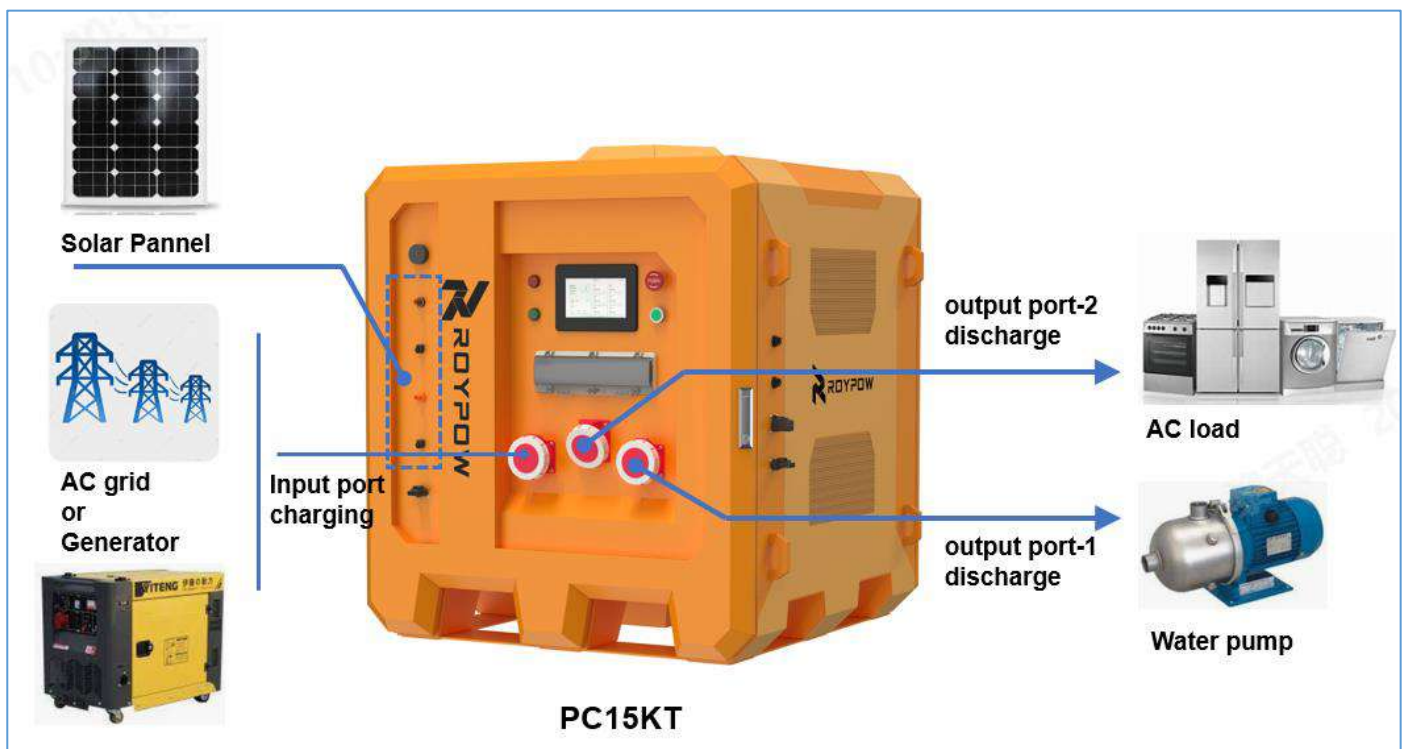 Solar Pannel
AC grid
or
Generator
Input port
charging
ROYPOW
ROYPOW
output port-2
discharge
AC load
output port-1
discharge
Water pump
PC15KT